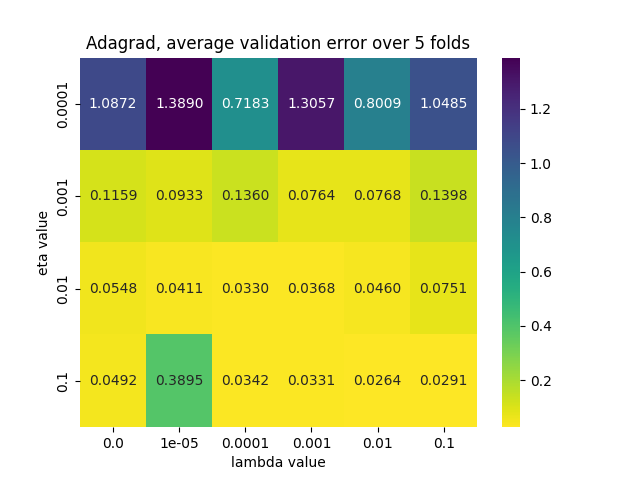 Adagrad, average validation error over 5 folds
0.0001 1.0872 1.3890 0.7183 1.3057 0.8009 1.0485
0.001 0.1159 0.0933 0.1360 0.0764 0.0768 0.1398
0.01 0.0548 0.0411 0.0330 0.0368 0.0460 0.0751
0.1 0.0492 0.3895 0.0342 0.0331 0.0264 0.0291
0.0 1e-05 0.0001 0.001 0.01 0.1
lambda value
eta value
1.2
1.0
0.8
0.6
0.4
0.2